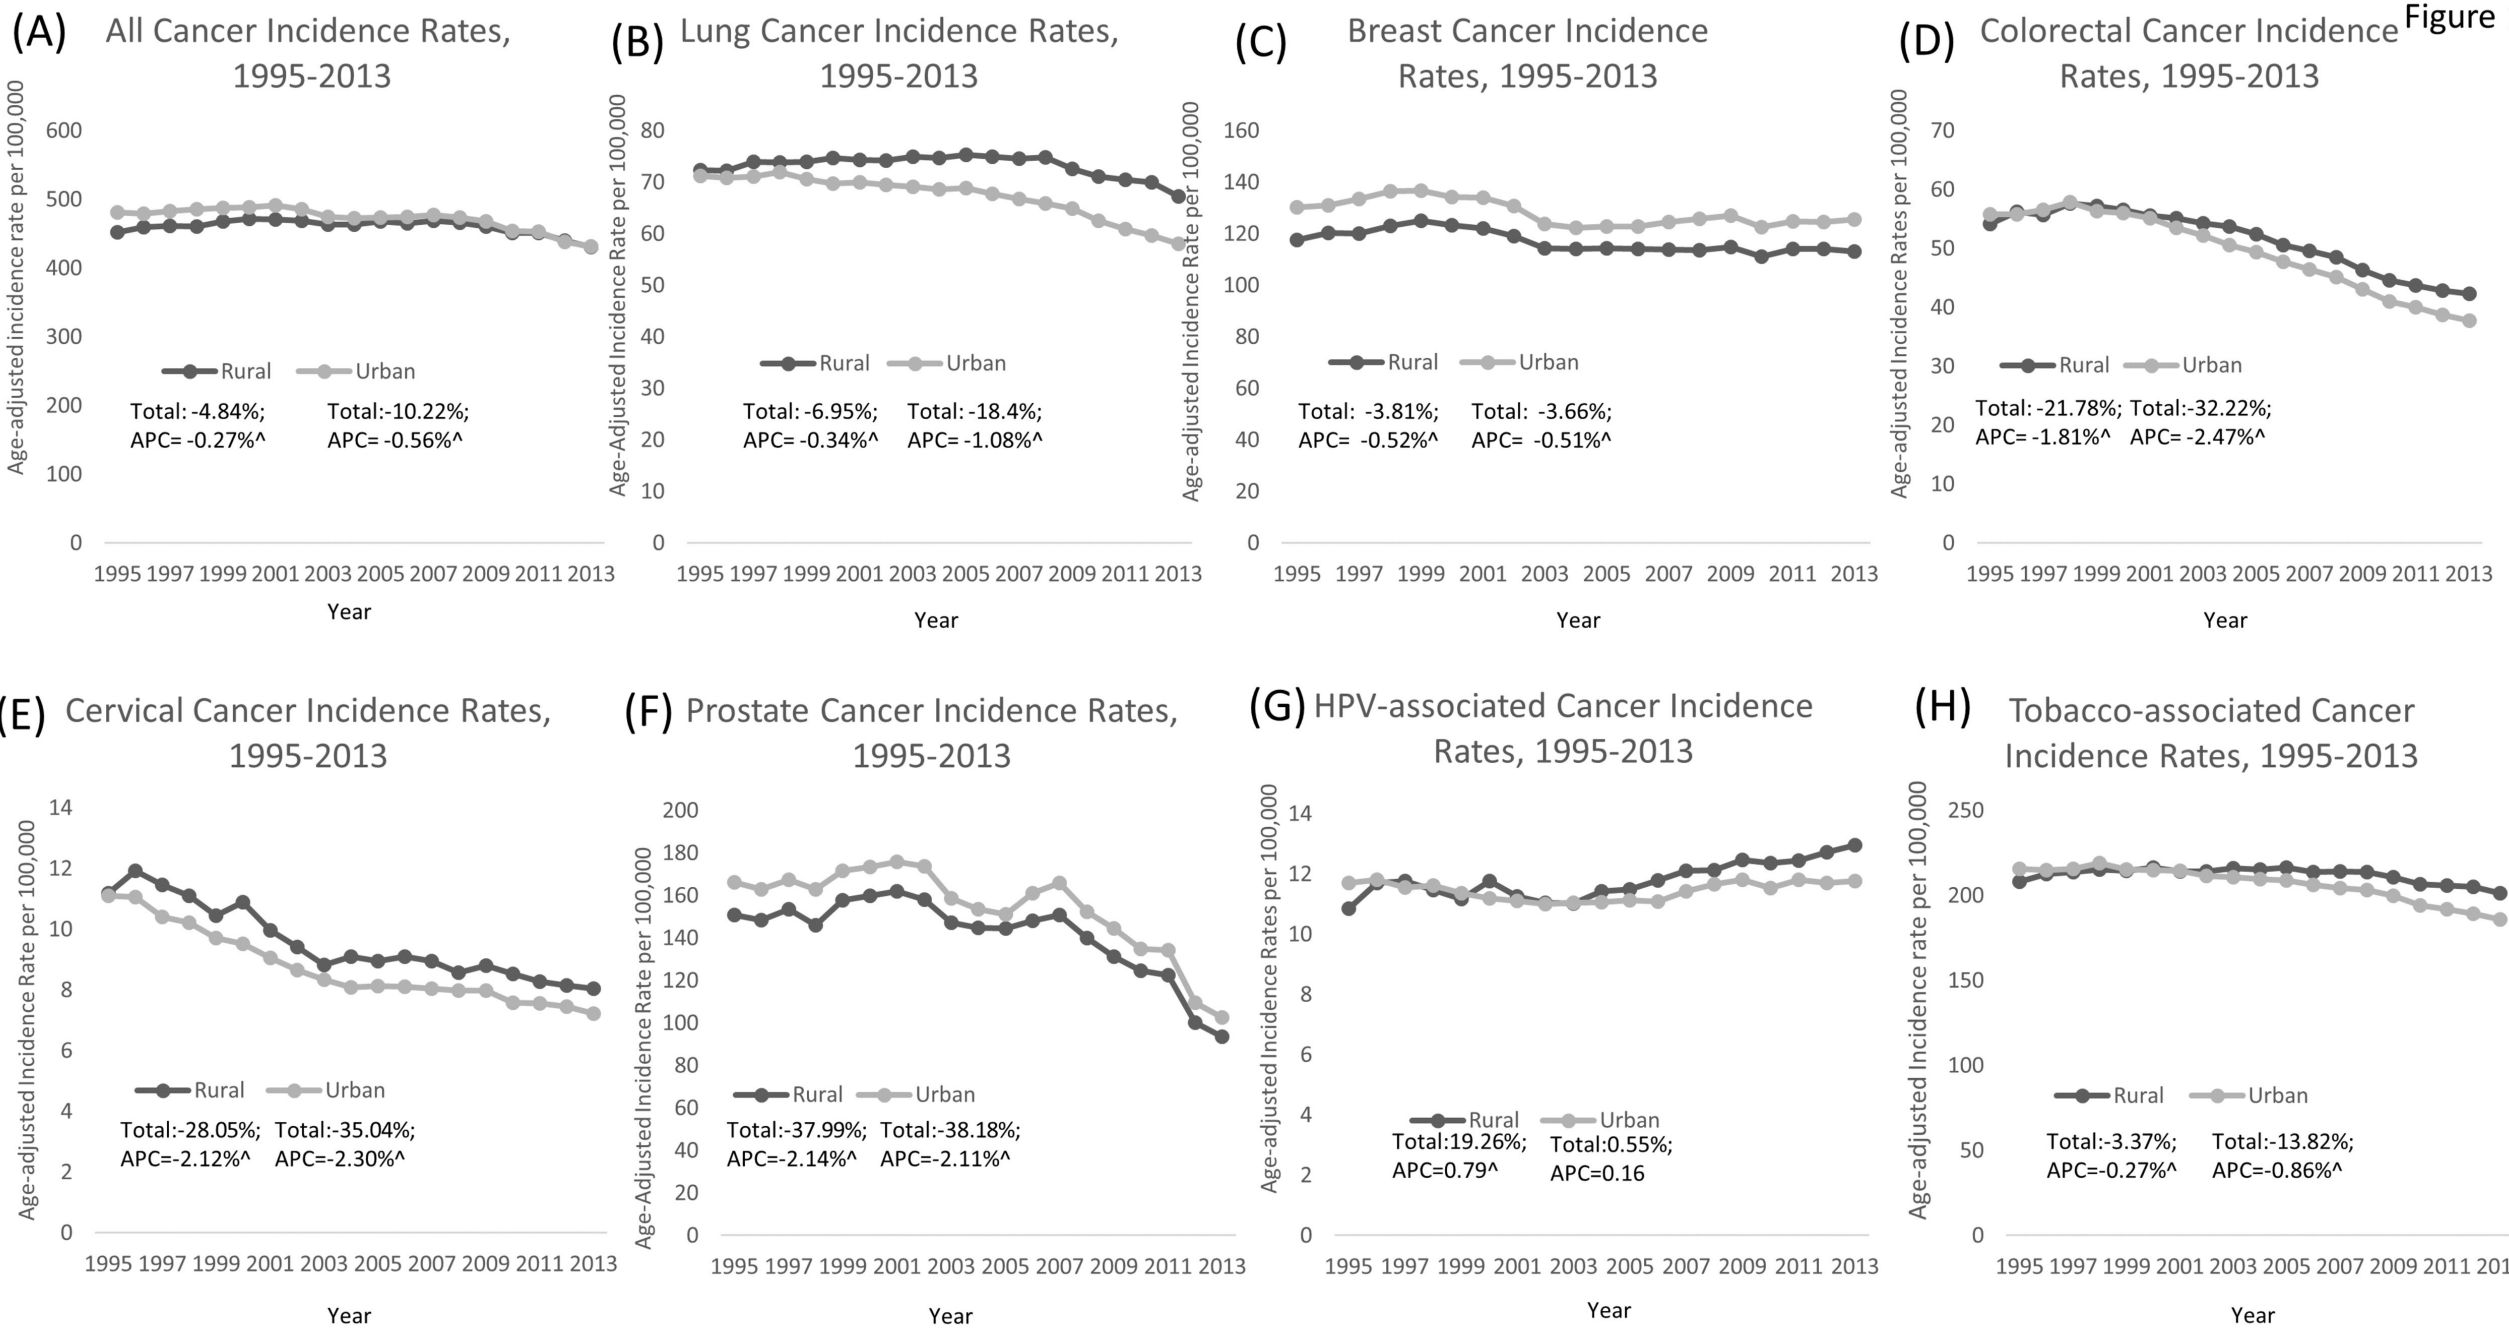 Figure
(A) All Cancer Incidence Rates,
1995-2013
Age-adjusted incidence rate per 100,000
600
500
400
300
200
100
0
Rural Urban
Total: -4.84%; Total:-10.22%;
APC= -0.27%^ APC= -0.56%^
1995 1997 1999 2001 2003 2005 2007 2009 2011 2013
Year
(B) Lung Cancer Incidence Rates,
1995-2013
Age-Adjusted Incidence Rate per 100,000
80
70
60
50
40
30
20
10
0
Rural Urban
Total: -6.95%; Total: -18.4%;
APC= -0.34%^ APC= -1.08%^
1995 1997 1999 2001 2003 2005 2007 2009 2011 2013
Year
(C) Breast Cancer Incidence
Rates, 1995-2013
Age-adjusted Incidence Rate per 100,000
160
140
120
100
80
60
40
20
0
Rural Urban
Total: -3.81%; Total: -3.66%;
APC= -0.52%^ APC= -0.51%^
1995 1997 1999 2001 2003 2005 2007 2009 2011 2013
Year
(D) Colorectal Cancer Incidence
Rates, 1995-2013
Age-adjusted Incidence Rates per 100,000
70
60
50
40
30
20
10
0
Rural Urban
Total: -21.78%; Total:-32.22%;
APC= -1.81%^ APC= -2.47%^
1995 1997 1999 2001 2003 2005 2007 2009 2011 2013
Year
(E) Cervical Cancer Incidence Rates,
1995-2013
Age-adjusted Incidence Rate per 100,000
14
12
10
8
6
4
2
0
Rural Urban
Total:-28.05%; Total:-35.04%;
APC=-2.12%^ APC=-2.30%^
1995 1997 1999 2001 2003 2005 2007 2009 2011 2013
Year
(F) Prostate Cancer Incidence Rates,
1995-2013
Age-Adjusted Incidence Rate per 100,000
200
180
160
140
120
100
80
60
40
20
0
Rural Urban
Total:-37.99%; Total:-38.18%;
APC=-2.14%^ APC=-2.11%^
1995 1997 1999 2001 2003 2005 2007 2009 2011 2013
Year
(G) HPV-associated Cancer Incidence
Rates, 1995-2013
Age-adjusted Incidence Rates per 100,000
14
12
10
8
6
4
2
0
Rural Urban
Total:19.26%; Total:0.55%;
APC=0.79^ APC=0.16
1995 1997 1999 2001 2003 2005 2007 2009 2011 2013
Year
(H) Tobacco-associated Cancer
Incidence Rates, 1995-2013
Age-adjusted Incidence rate per 100,000
250
200
150
100
50
0
Rural Urban
Total:-3.37%; Total:-13.82%;
APC=-0.27%^ APC=-0.86%^
1995 1997 1999 2001 2003 2005 2007 2009 2011 201
Year